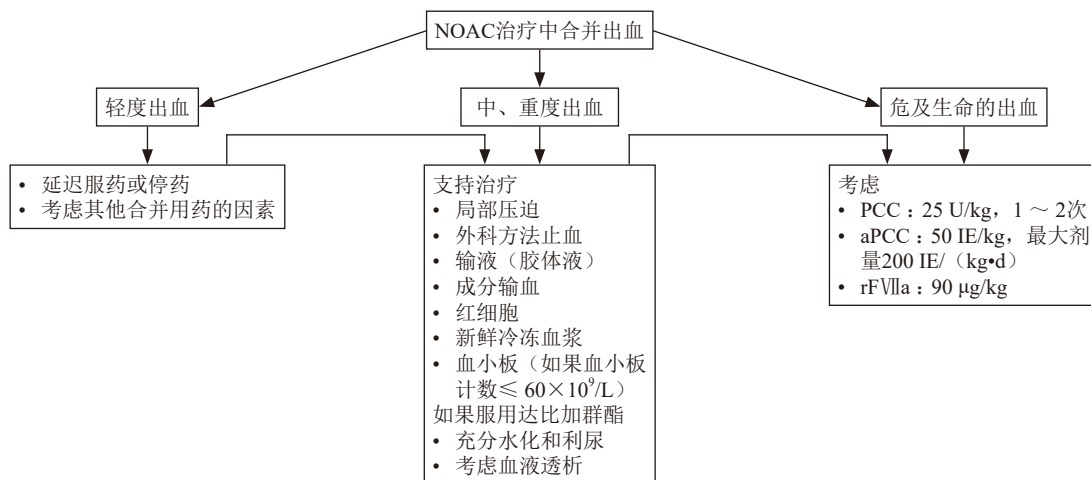 NOAC治疗中合并出血
轻度出血
中、重度出血
危及生命的出血
• 延迟服药或停药
• 考虑其他合并用药的因素
支持治疗
• 局部压迫
• 外科方法止血
• 输液（胶体液）
• 成分输血
• 红细胞
• 新鲜冷冻血浆
• 血小板（如果血小板
计数≤ 60×10⁹/L）
如果服用达比加群酯
• 充分水化和利尿
• 考虑血液透析
考虑
• PCC：25 U/kg，1 ～ 2次
• aPCC：50 IE/kg，最大剂
量200 IE/（kg•d）
• rFⅦa：90 μg/kg